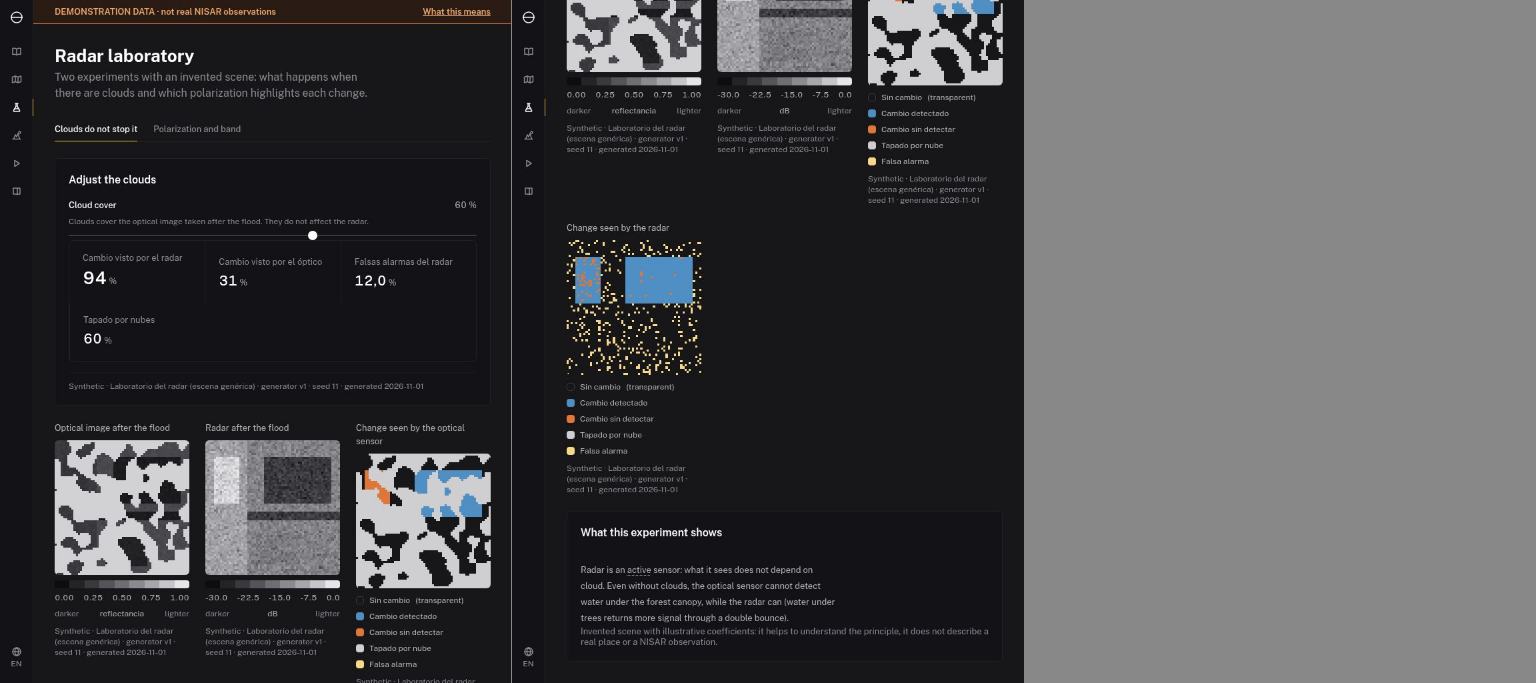 DEMONSTRATION DATA · not real NISAR observations
What this means
Radar laboratory
Two experiments with an invented scene: what happens when
there are clouds and which polarization highlights each change.
Clouds do not stop it
Polarization and band
Adjust the clouds
Cloud cover
60 %
Clouds cover the optical image taken after the flood. They do not affect the radar.
Cambio visto por el radar
94 %
Cambio visto por el óptico
31 %
Falsas alarmas del radar
12,0 %
Tapado por nubes
60 %
Synthetic · Laboratorio del radar (escena genérica) · generator v1 · seed 11 · generated 2026-11-01
Optical image after the flood
0.00 0.25 0.50 0.75 1.00
darker reflectancia lighter
Synthetic · Laboratorio del radar
(escena genérica) · generator v1 ·
seed 11 · generated 2026-11-01
Radar after the flood
-30.0 -22.5 -15.0 -7.5 0.0
darker dB lighter
Synthetic · Laboratorio del radar
(escena genérica) · generator v1 ·
seed 11 · generated 2026-11-01
Change seen by the optical
sensor
Sin cambio (transparent)
Cambio detectado
Cambio sin detectar
Tapado por nube
Falsa alarma
Synthetic · Laboratorio del radar
EN
0.00 0.25 0.50 0.75 1.00
darker reflectancia lighter
Synthetic · Laboratorio del radar
(escena genérica) · generator v1 ·
seed 11 · generated 2026-11-01
-30.0 -22.5 -15.0 -7.5 0.0
darker dB lighter
Synthetic · Laboratorio del radar
(escena genérica) · generator v1 ·
seed 11 · generated 2026-11-01
Sin cambio (transparent)
Cambio detectado
Cambio sin detectar
Tapado por nube
Falsa alarma
Synthetic · Laboratorio del radar
(escena genérica) · generator v1 ·
seed 11 · generated 2026-11-01
Change seen by the radar
Sin cambio (transparent)
Cambio detectado
Cambio sin detectar
Tapado por nube
Falsa alarma
Synthetic · Laboratorio del radar
(escena genérica) · generator v1 ·
seed 11 · generated 2026-11-01
What this experiment shows
Radar is an active sensor: what it sees does not depend on
cloud. Even without clouds, the optical sensor cannot detect
water under the forest canopy, while the radar can (water under
trees returns more signal through a double bounce).
Invented scene with illustrative coefficients: it helps to understand the principle, it does not describe a
real place or a NISAR observation.
EN